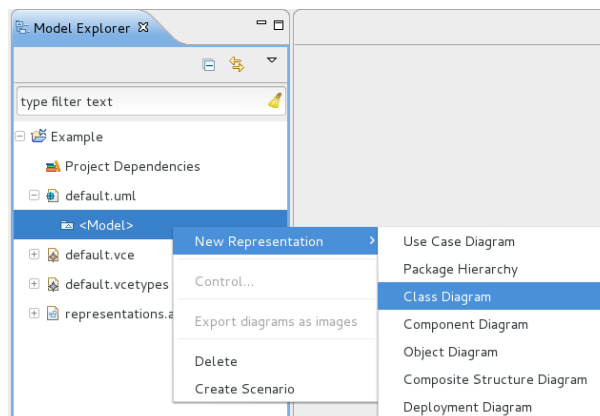 Model Explorer
type filter text
Example
Project Dependencies
default.uml
<Model>
default.vce
default.vcetypes
representations.a
New Representation
Control...
Export diagrams as images
Delete
Create Scenario
Use Case Diagram
Package Hierarchy
Class Diagram
Component Diagram
Object Diagram
Composite Structure Diagram
Deployment Diagram